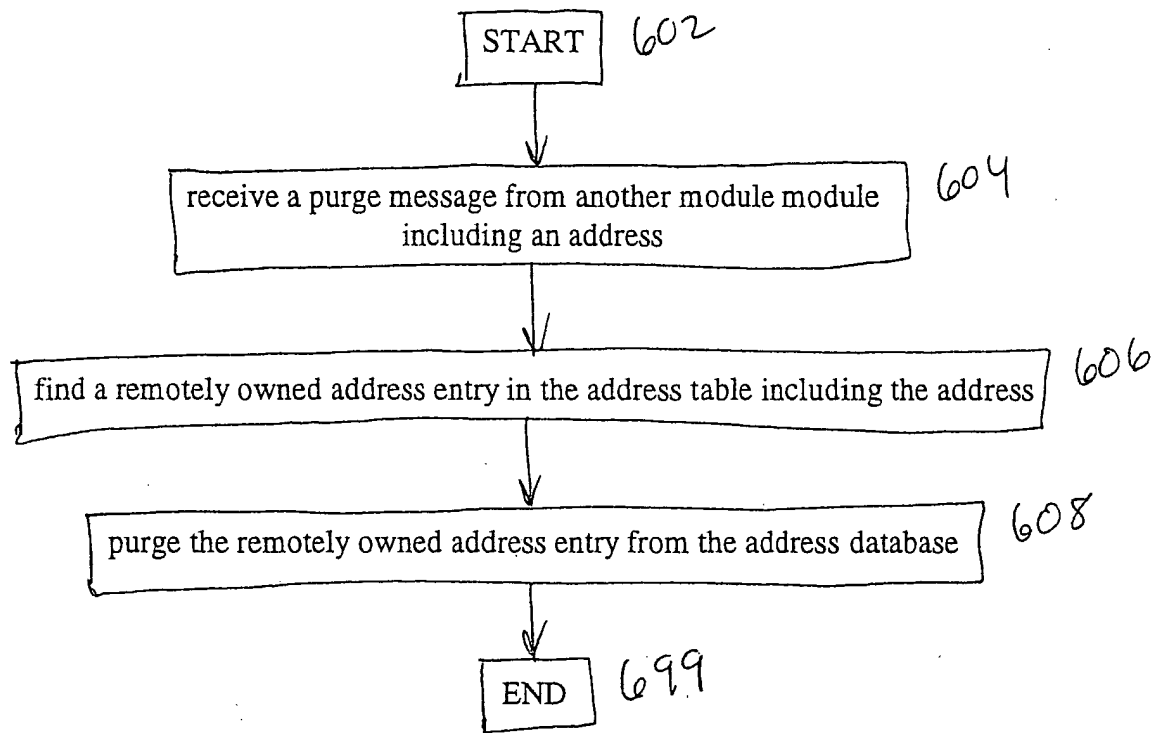 START 602
receive a purge message from another module module 604
including an address
find a remotely owned address entry in the address table including the address 606
purge the remotely owned address entry from the address database 608
END 699